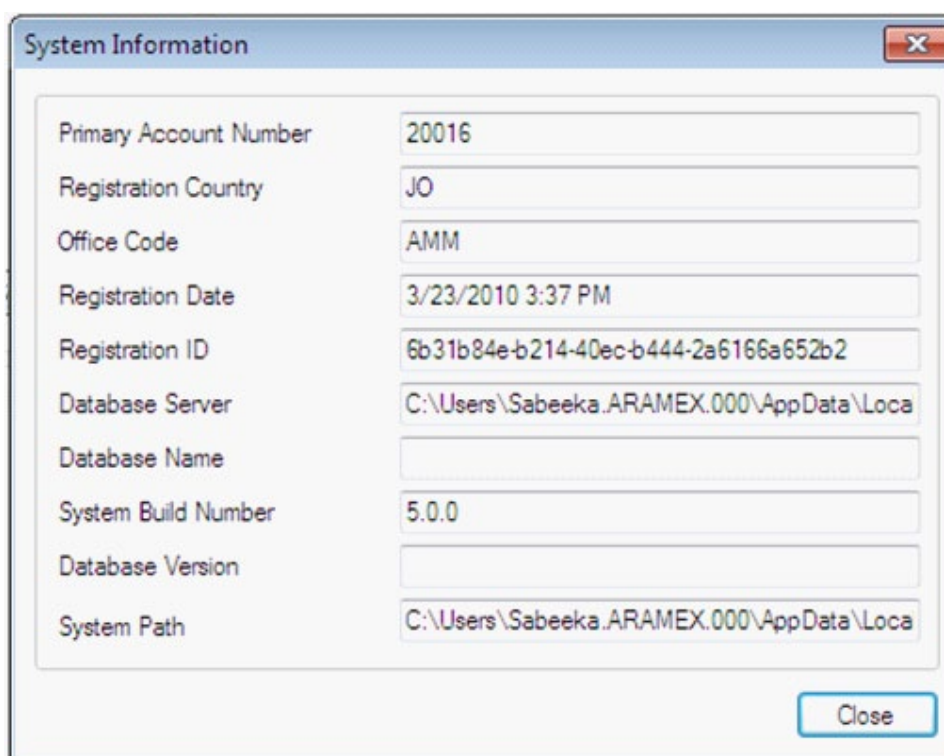 System Information
Primary Account Number 20016
Registration Country JO
Office Code AMM
Registration Date 3/23/2010 3:37 PM
Registration ID 6b31b84e-b214-40ec-b444-2a6166a652b2
Database Server C:\Users\Sabeeka.ARAMEX.000\AppData\Loca
Database Name
System Build Number 5.0.0
Database Version
System Path C:\Users\Sabeeka.ARAMEX.000\AppData\Loca
Close